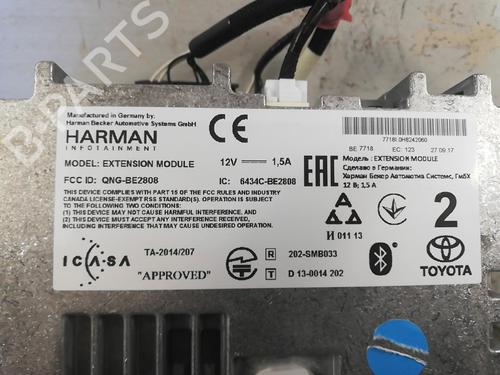 Manufactured in Germany by:
Harman Becker Automotive Systems GmbH
HARMAN
INFOTAINMENT
CE
MODEL: EXTENSION MODULE 12V 1,5A
FCC ID: QNG-BE2808 IC: 6434C-BE2808
THIS DEVICE COMPLIES WITH PART 15 OF THE FCC RULES AND INDUSTRY
CANADA LICENSE-EXEMPT RSS STANDARD(S). OPERATION IS SUBJECT TO
THE FOLLOWING TWO CONDITIONS:
(1) THIS DEVICE MAY NOT CAUSE HARMFUL INTERFERENCE, AND
(2) THIS DEVICE MUST ACCEPT ANY INTERFERENCE RECEIVED,
INCLUDING INTERFERENCE THAT MAY CAUSE UNDESIRED OPERATION.
ICASA
TA-2014/207
"APPROVED"
R 202-SMB033
T D 13-0014 202
7718L0H8242060
BE 7718 EC: 123 27.09.17
EAC
Модель : EXTENSION MODULE
Сделано в Германии
Харман Бекер Аутомотив Системс, ГмбХ
12 В; 1,5 А
И 011 13
2
TOYOTA
B-PARTS